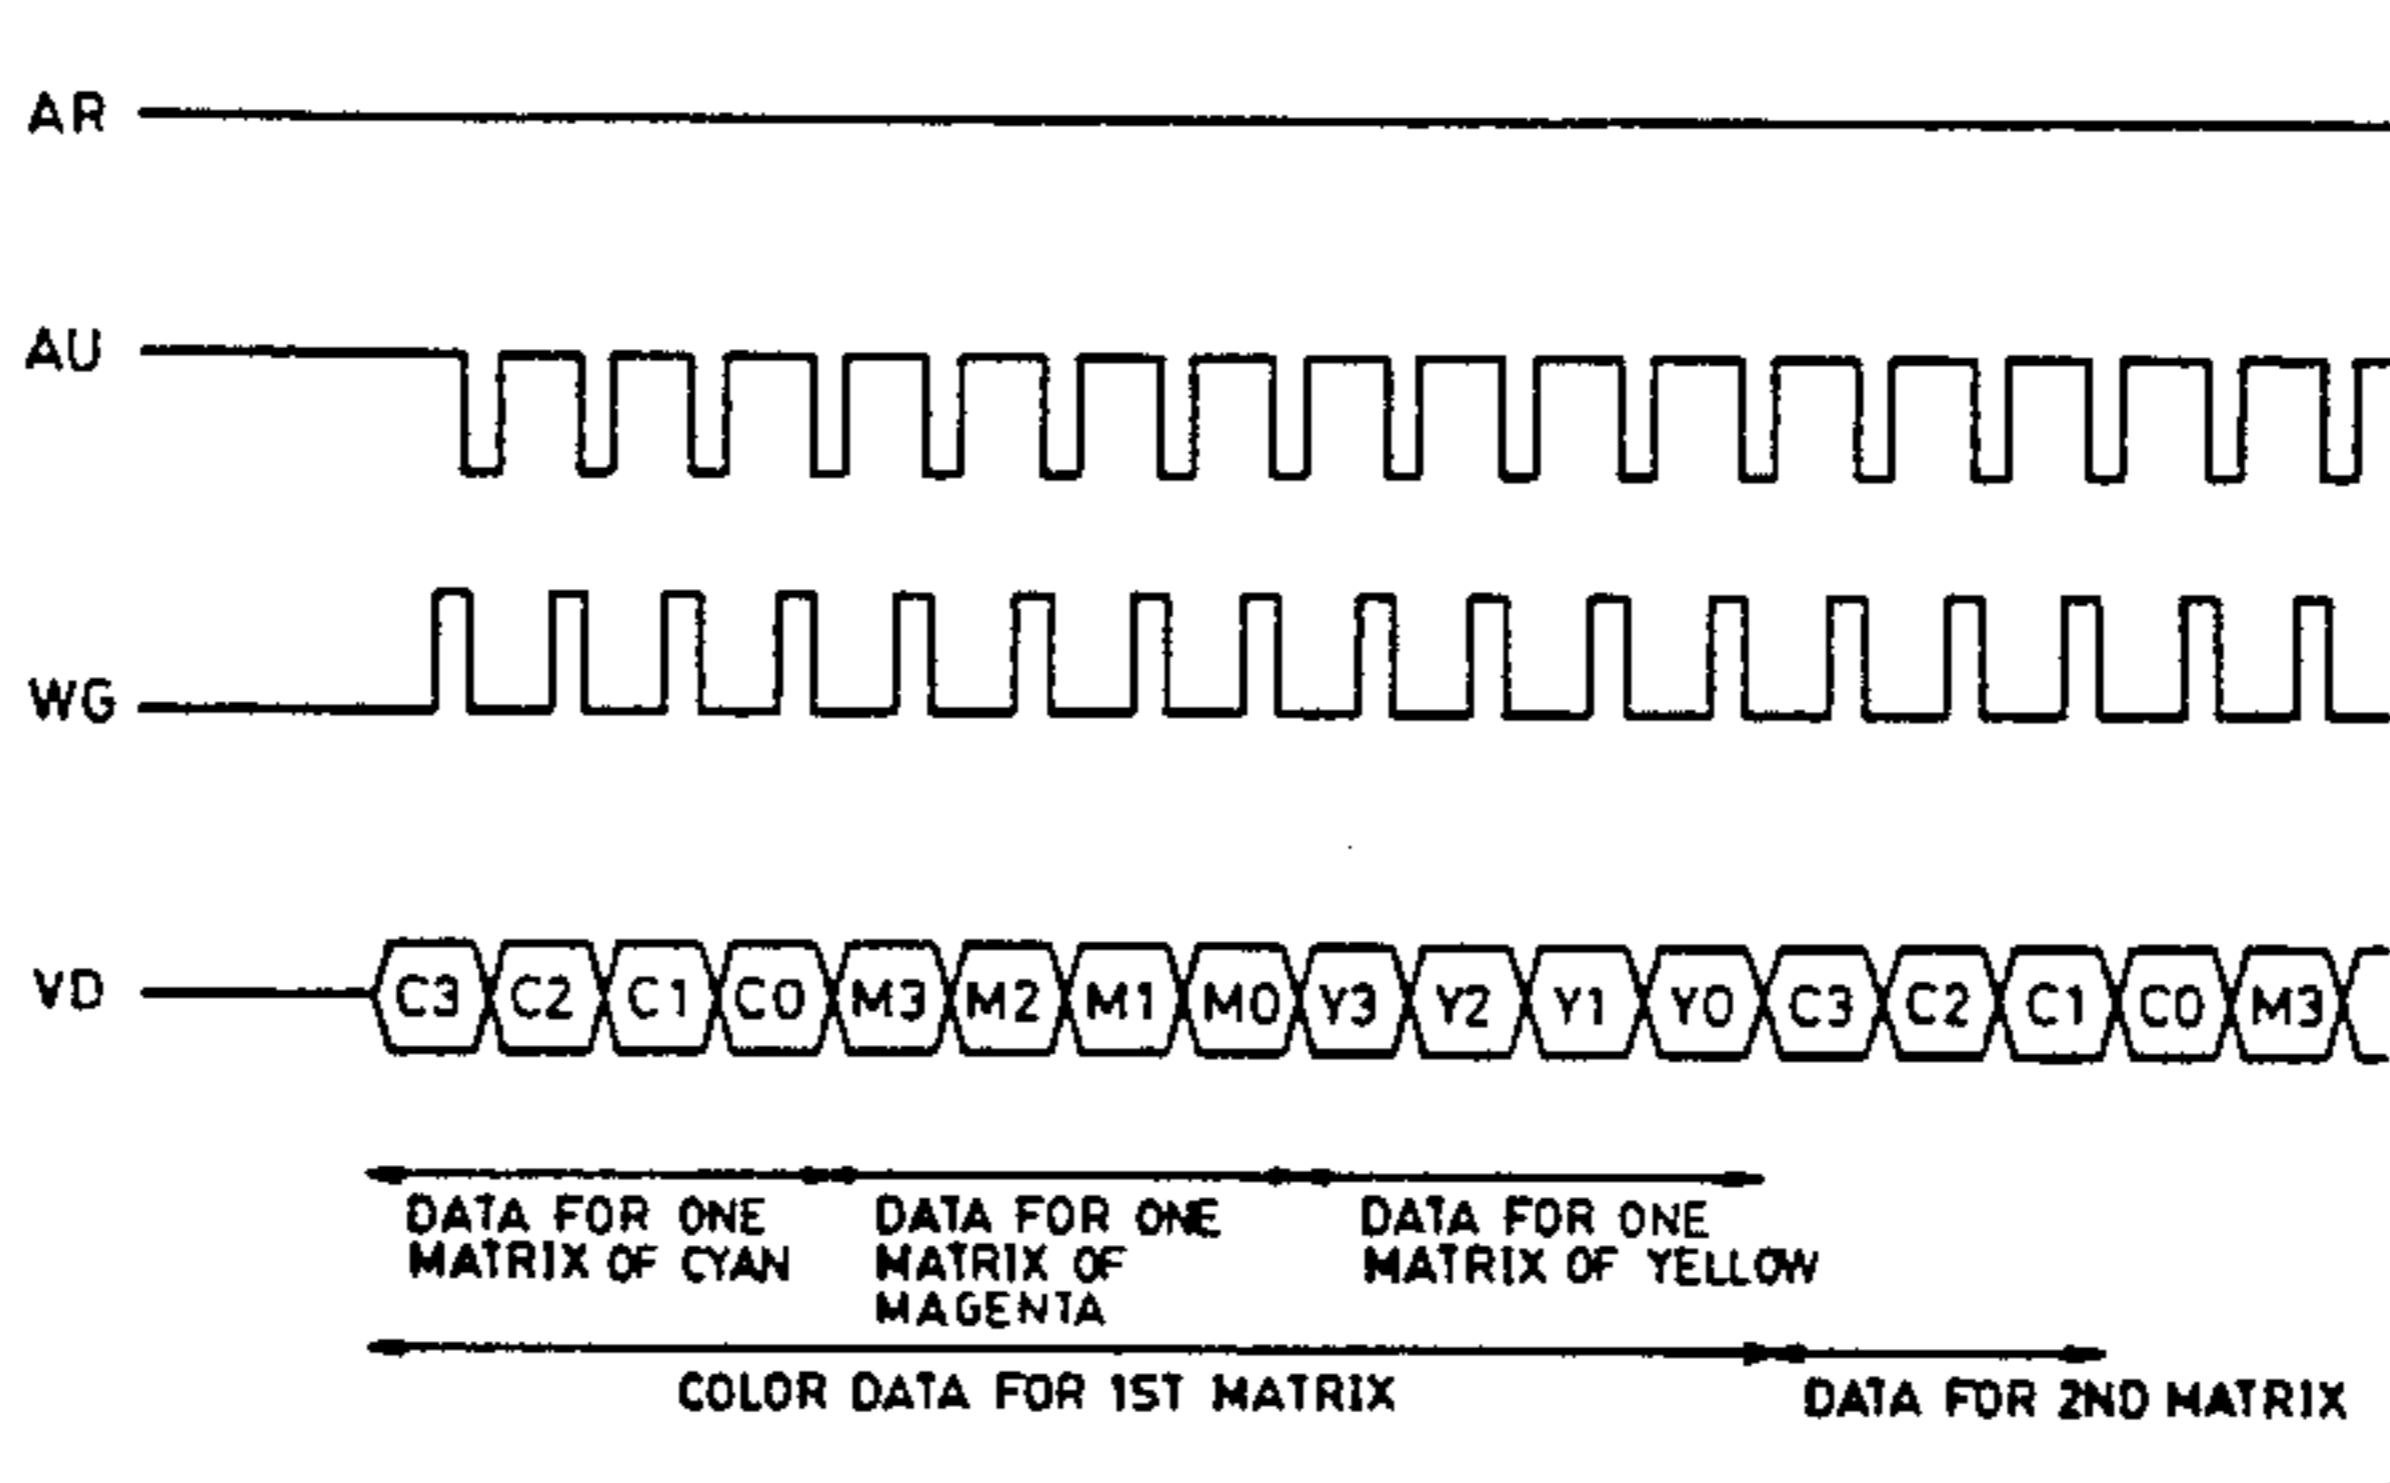 AR
AU
WG
VD C3 C2 C1 C0 M3 M2 M1 M0 Y3 Y2 Y1 Y0 C3 C2 C1 C0 M3
DATA FOR ONE
MATRIX OF CYAN
DATA FOR ONE
MATRIX OF
MAGENTA
DATA FOR ONE
MATRIX OF YELLOW
COLOR DATA FOR 1ST MATRIX
DATA FOR 2ND MATRIX